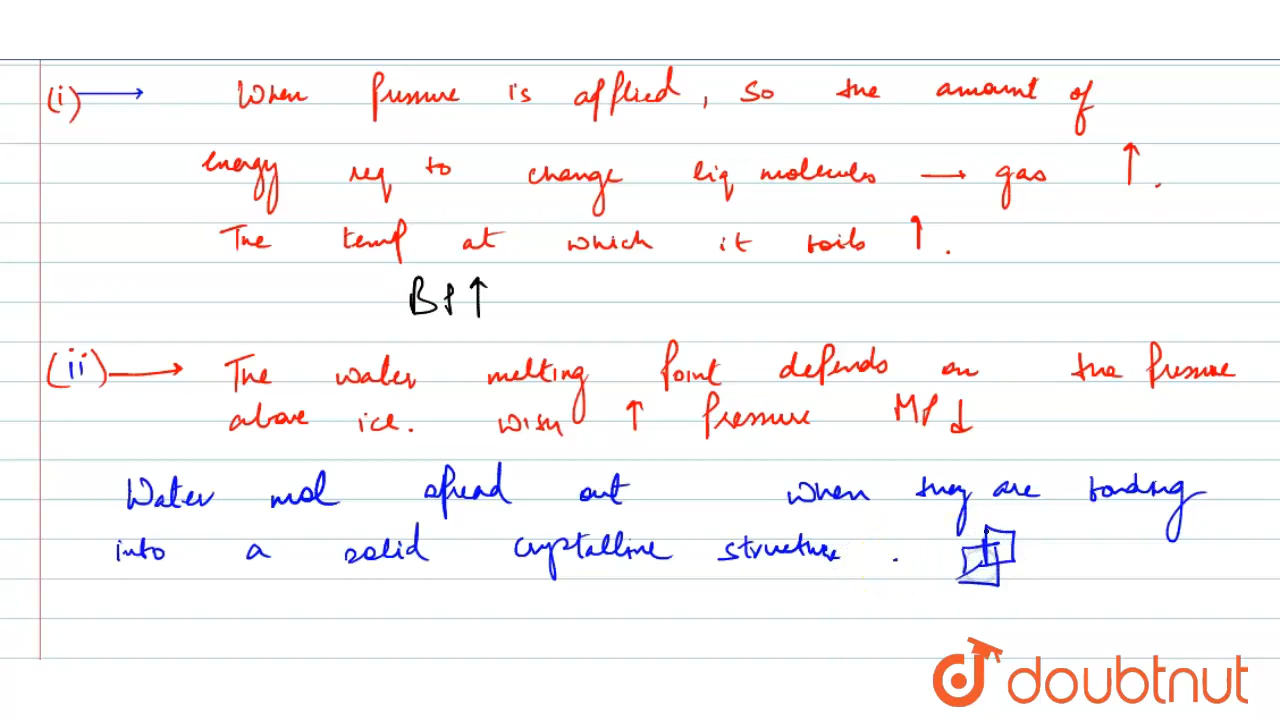 (i)→ When Pressure is applied, so the amount of
energy req to change liq molecules → gas ↑.
The temp at which it boils ↑.
BP↑
(ii)→ The water melting Point depends on the Pressure
above ice. With ↑ Pressure MP↓
Water mol spread out when they are bonding
into a solid crystalline structure.
doubtnut